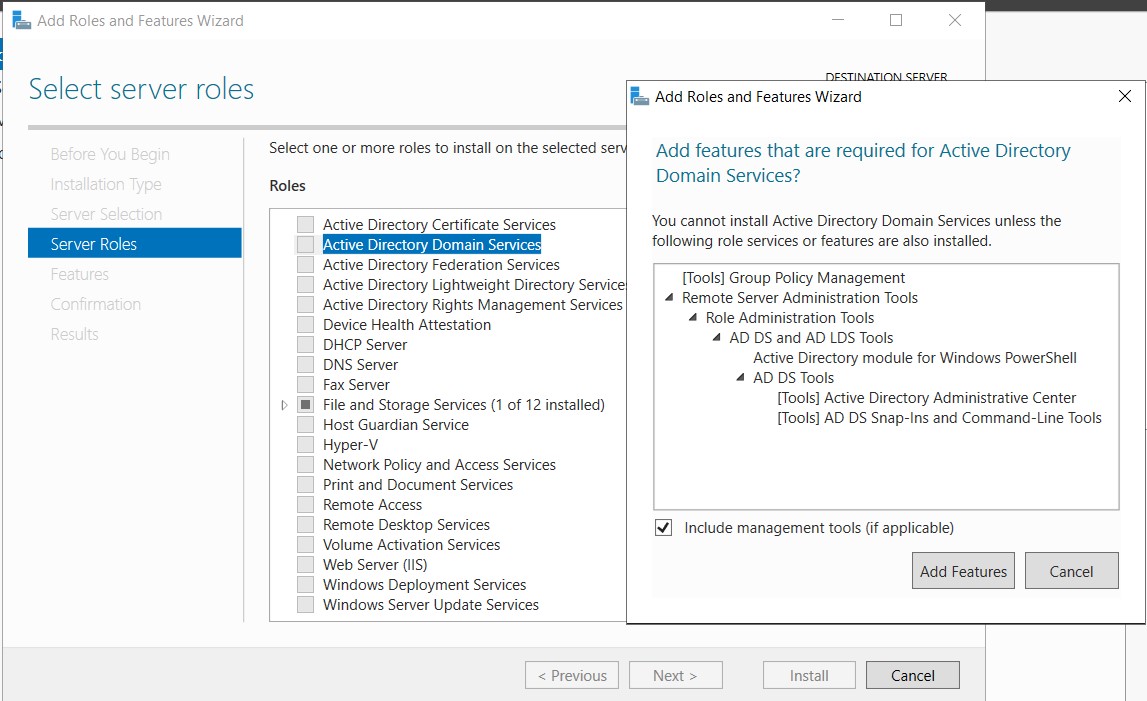 Add Roles and Features Wizard
Select server roles
DESTINATION SERVER
Before You Begin
Installation Type
Server Selection
Server Roles
Features
Confirmation
Results
Select one or more roles to install on the selected
Roles
Active Directory Certificate Services
Active Directory Domain Services
Active Directory Federation Services
Active Directory Lightweight Directory Services
Active Directory Rights Management Services
Device Health Attestation
DHCP Server
DNS Server
Fax Server
File and Storage Services (1 of 12 installed)
Host Guardian Service
Hyper-V
Network Policy and Access Services
Print and Document Services
Remote Access
Remote Desktop Services
Volume Activation Services
Web Server (IIS)
Windows Deployment Services
Windows Server Update Services
< Previous
Next >
Install
Cancel
Add Roles and Features Wizard
Add features that are required for Active Directory
Domain Services?
You cannot install Active Directory Domain Services unless the
following role services or features are also installed.
[Tools] Group Policy Management
Remote Server Administration Tools
Role Administration Tools
AD DS and AD LDS Tools
Active Directory module for Windows PowerShell
AD DS Tools
[Tools] Active Directory Administrative Center
[Tools] AD DS Snap-Ins and Command-Line Tools
Include management tools (if applicable)
Add Features
Cancel